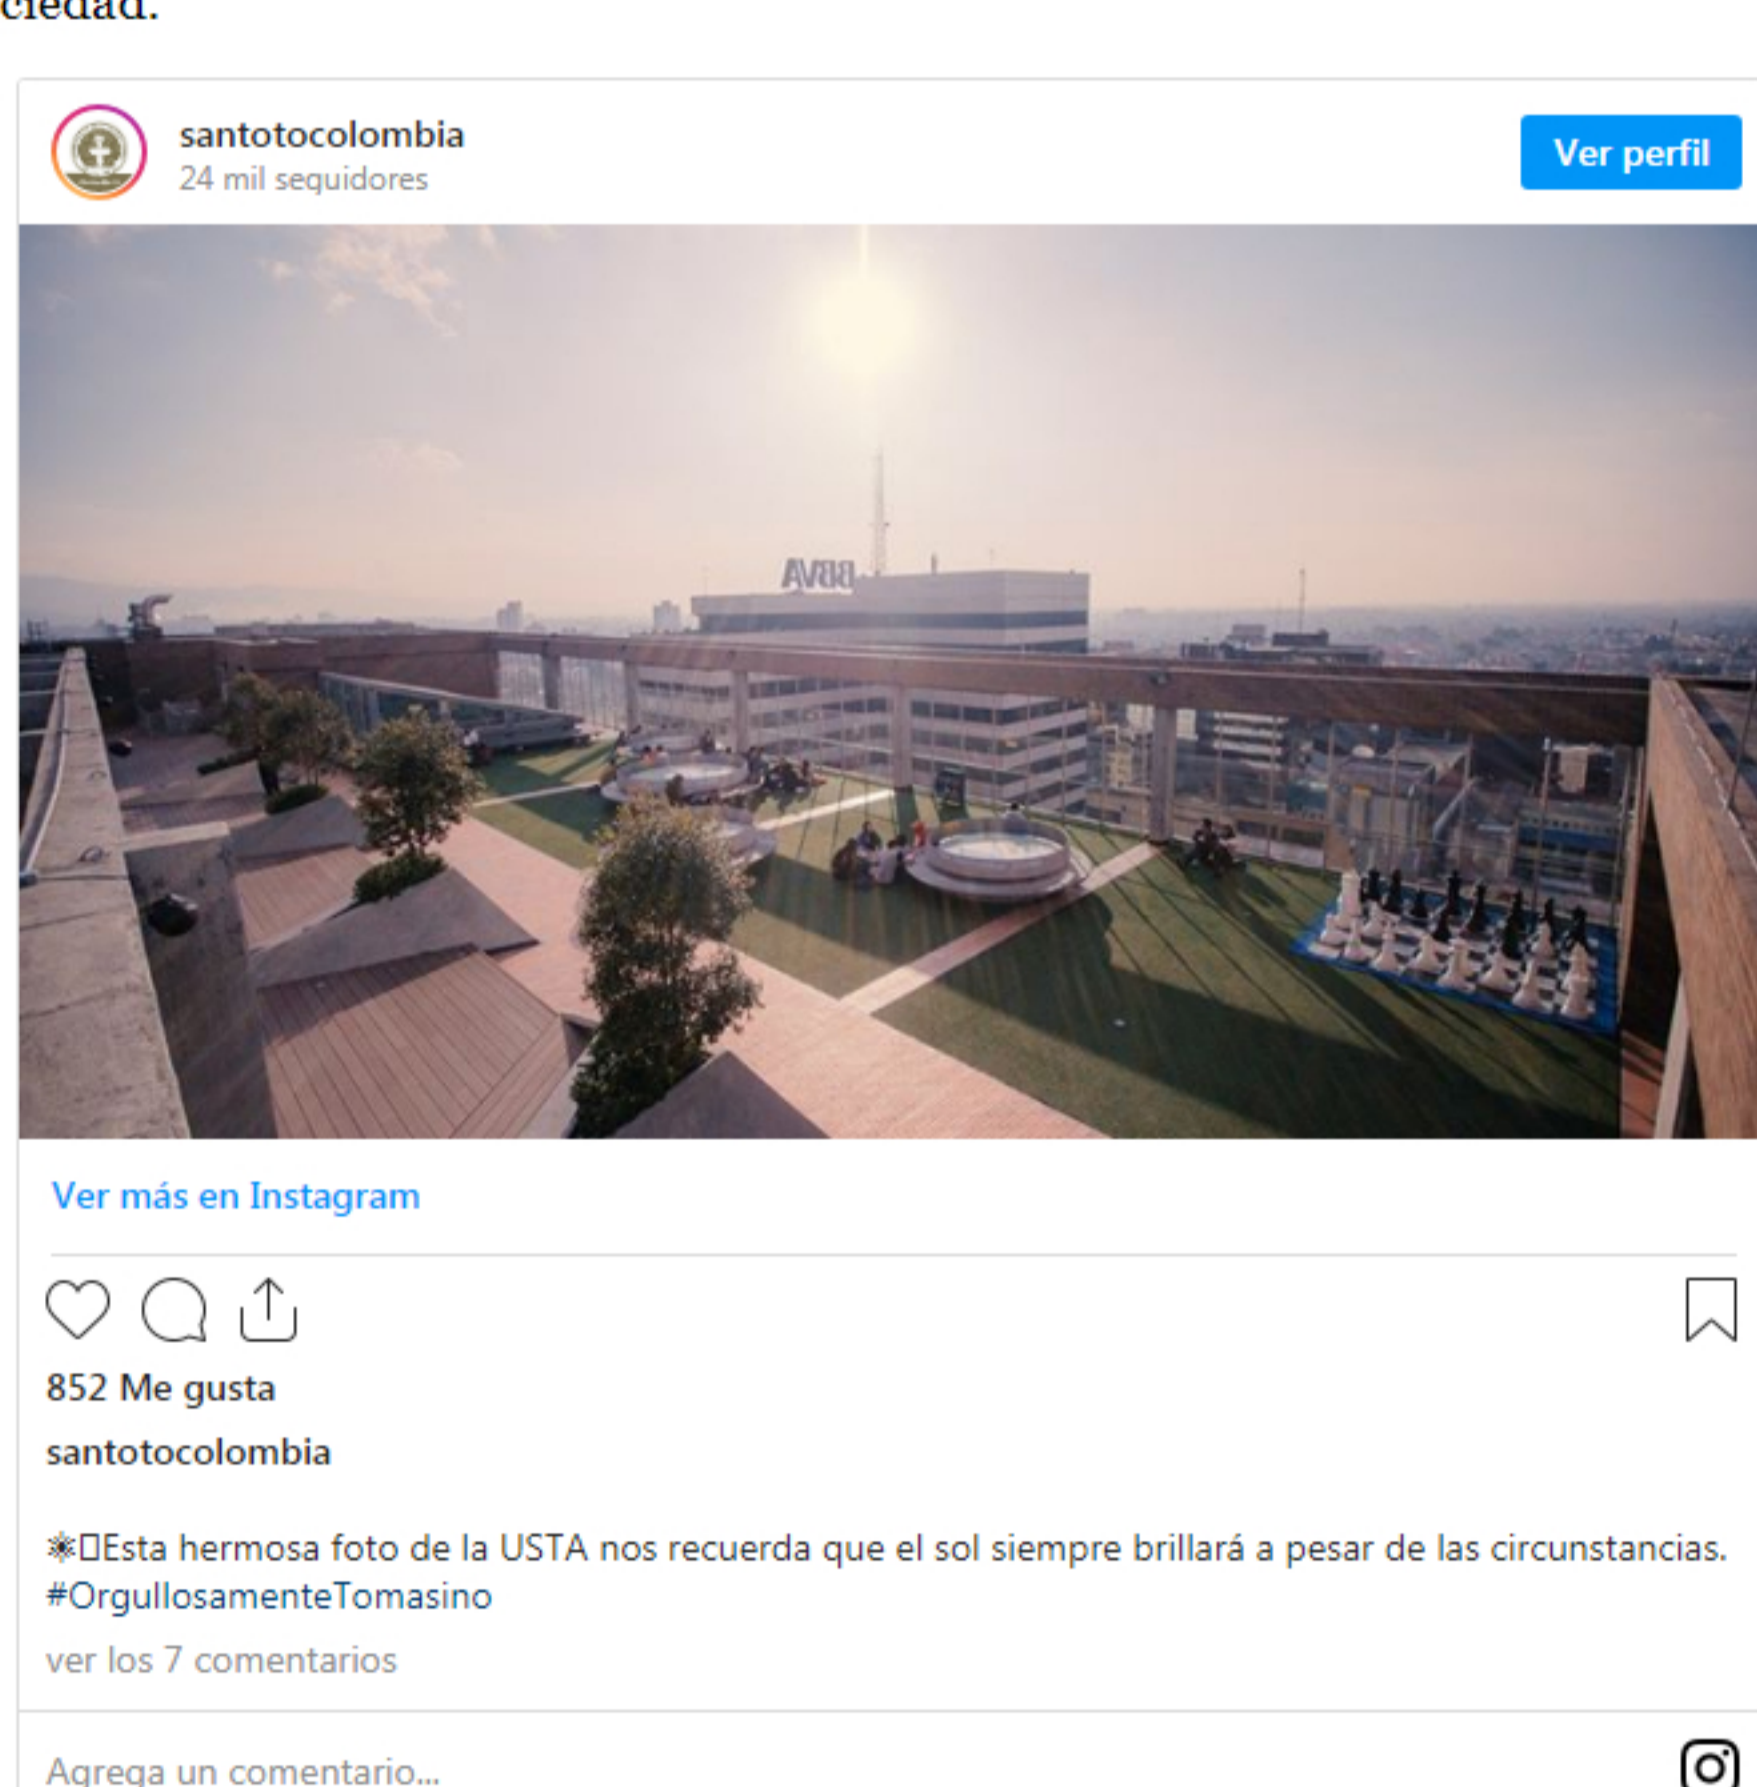 ciedad.
santotocolombia
24 mil seguidores
Ver perfil
BBVA
Ver más en Instagram
852 Me gusta
santotocolombia
Esta hermosa foto de la USTA nos recuerda que el sol siempre brillará a pesar de las circunstancias.
#OrgullosamenteTomasino
ver los 7 comentarios
Agrega un comentario...